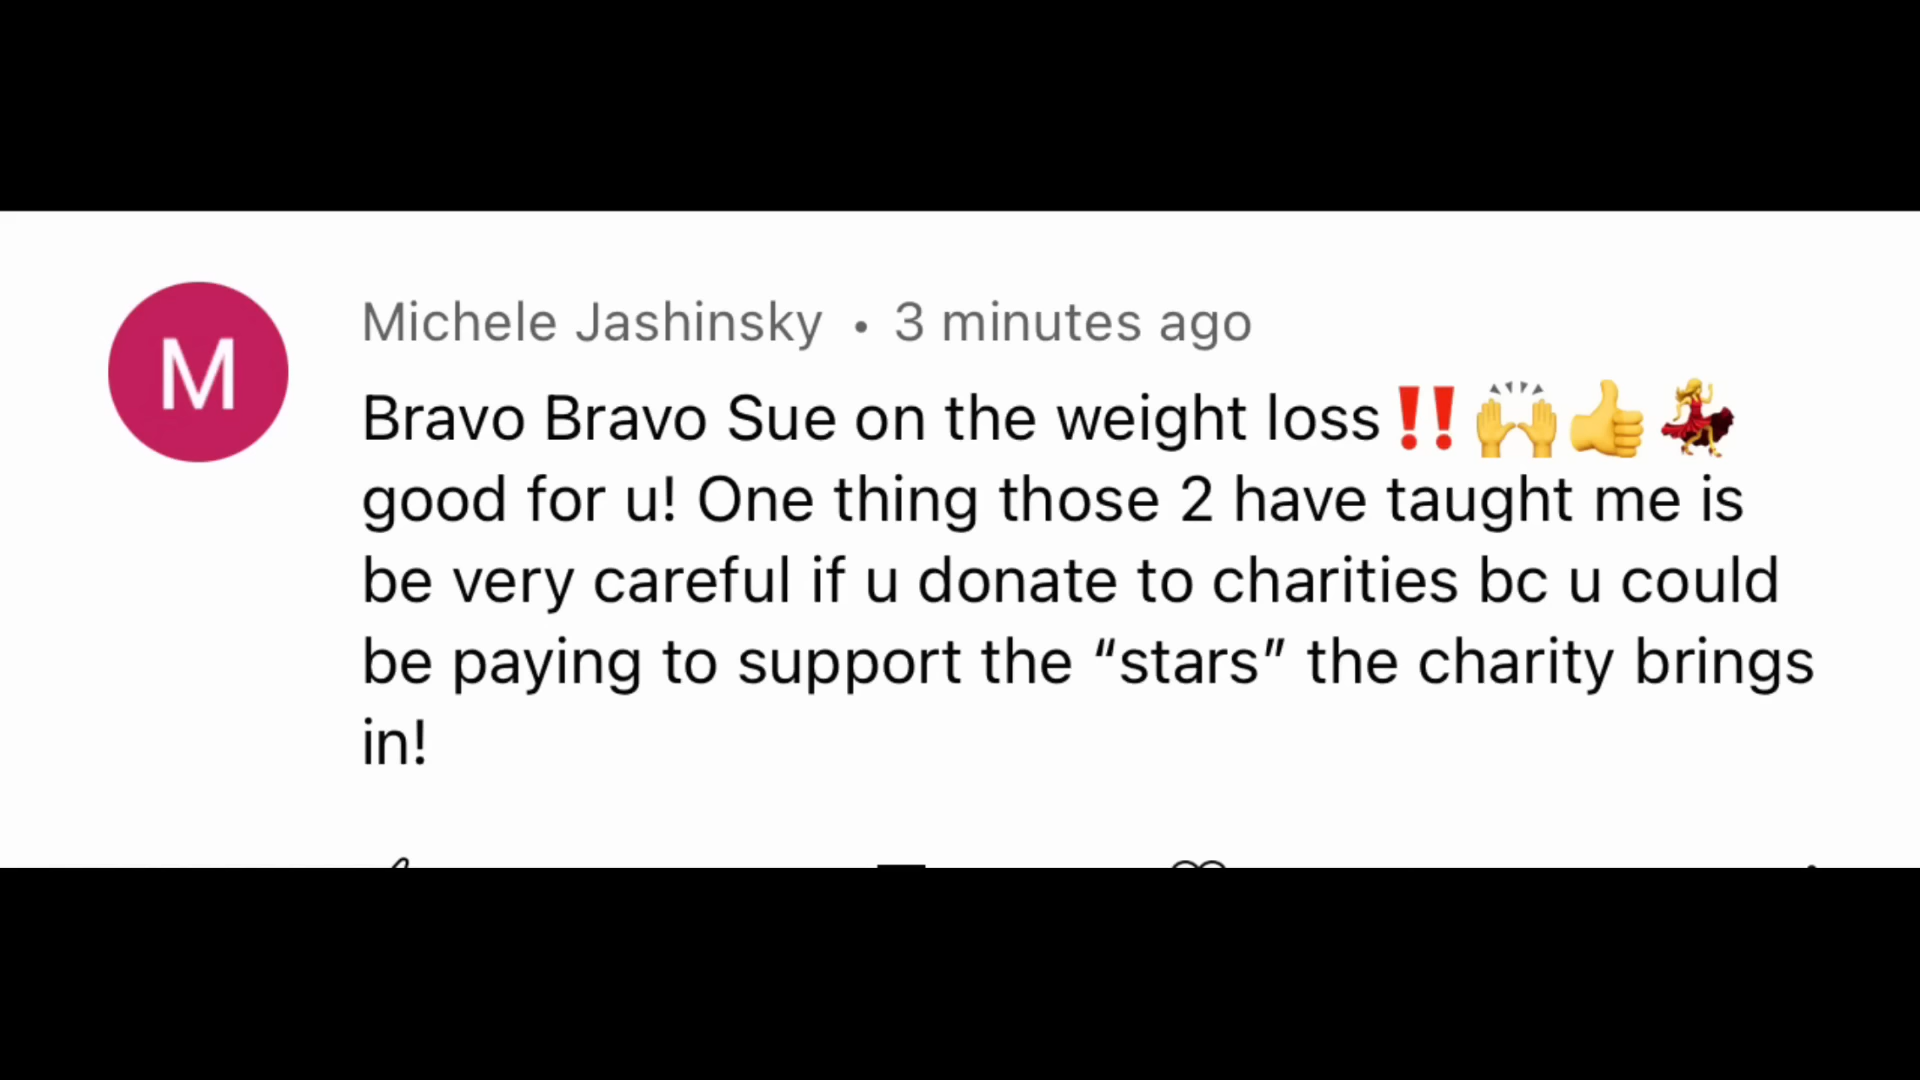 M
Michele Jashinsky • 3 minutes ago
Bravo Bravo Sue on the weight loss‼️🙌👍💃
good for u! One thing those 2 have taught me is
be very careful if u donate to charities bc u could
be paying to support the “stars” the charity brings
in!